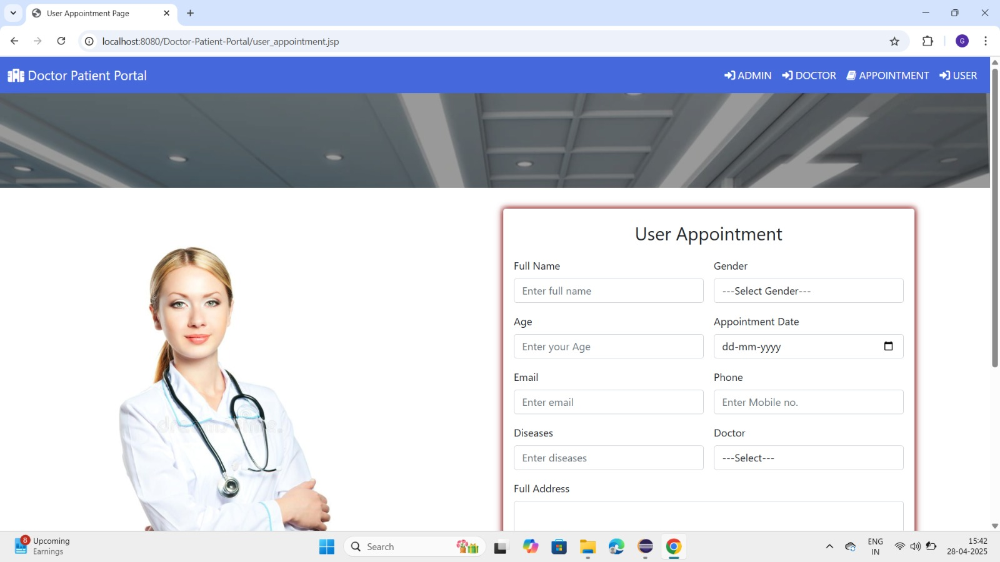 User Appointment Page
localhost:8080/Doctor-Patient-Portal/user_appointment.jsp
G
Doctor Patient Portal
ADMIN
DOCTOR
APPOINTMENT
USER
User Appointment
Full Name
Gender
Enter full name
---Select Gender---
Age
Appointment Date
Enter your Age
dd-mm-yyyy
Email
Phone
Enter email
Enter Mobile no.
Diseases
Doctor
Enter diseases
---Select---
Full Address
8
Upcoming
Earnings
Search
ENG
IN
15:42
28-04-2025